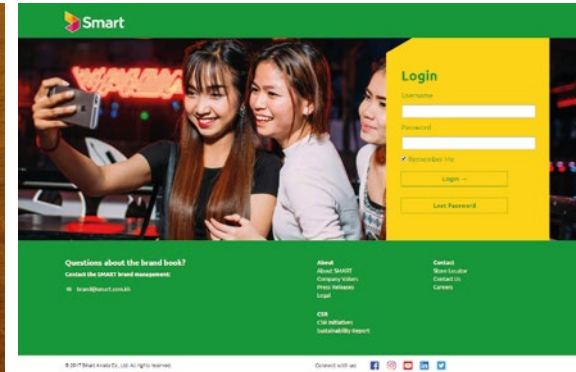 Smart
Login
Username
Password
Remember Me
Login →
Lost Password
Questions about the brand book?
Contact the SMART brand management:
brand@smart.com.kh
About
About SMART
Company Values
Press Releases
Legal
CSR
CSR Initiatives
Sustainability Report
Contact
Store Locator
Contact Us
Careers
© 2017 Smart Axiata Co., Ltd. All rights reserved.
Connect with us: